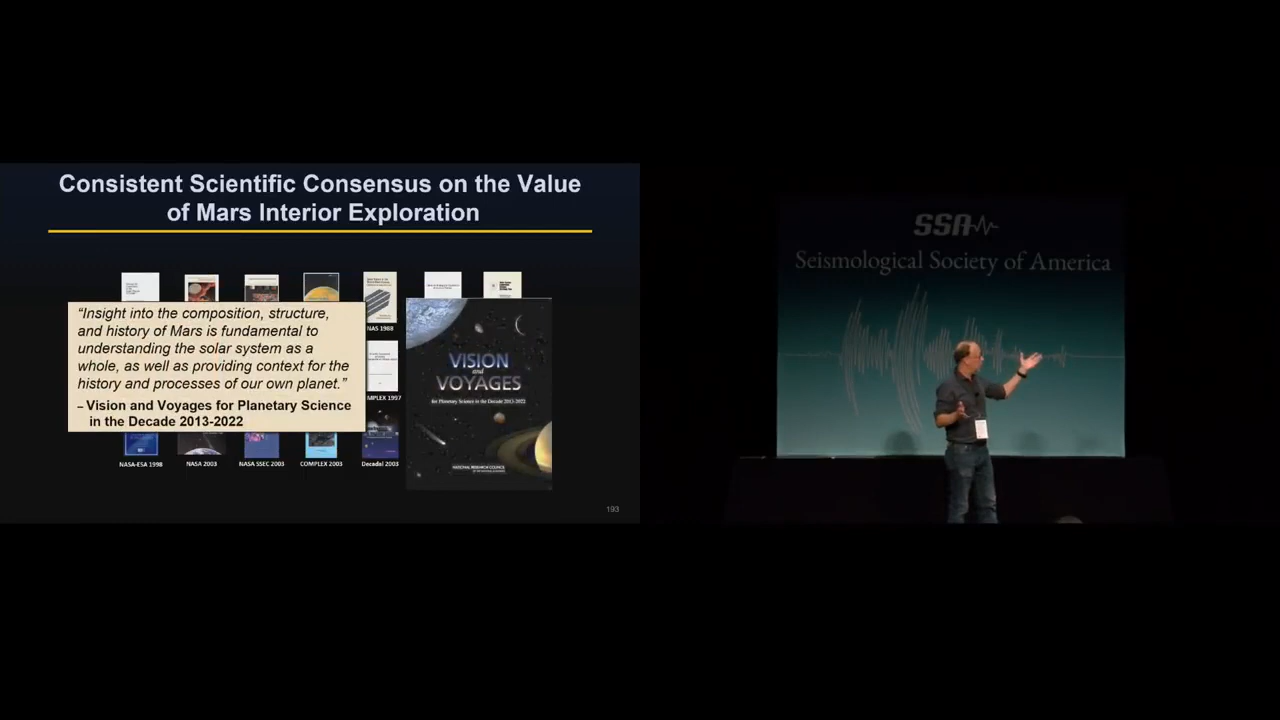 Consistent Scientific Consensus on the Value
of Mars Interior Exploration
“Insight into the composition, structure,
and history of Mars is fundamental to
understanding the solar system as a
whole, as well as providing context for the
history and processes of our own planet.”
– Vision and Voyages for Planetary Science
in the Decade 2013-2022
NAS 1988
MPLEX 1997
VISION
and
VOYAGES
for Planetary Science in the Decade 2013-2022
NATIONAL RESEARCH COUNCIL
NASA-ESA 1998
NASA 2003
NASA SSEC 2003
COMPLEX 2003
Decadal 2003
193
SSA
Seismological Society of America